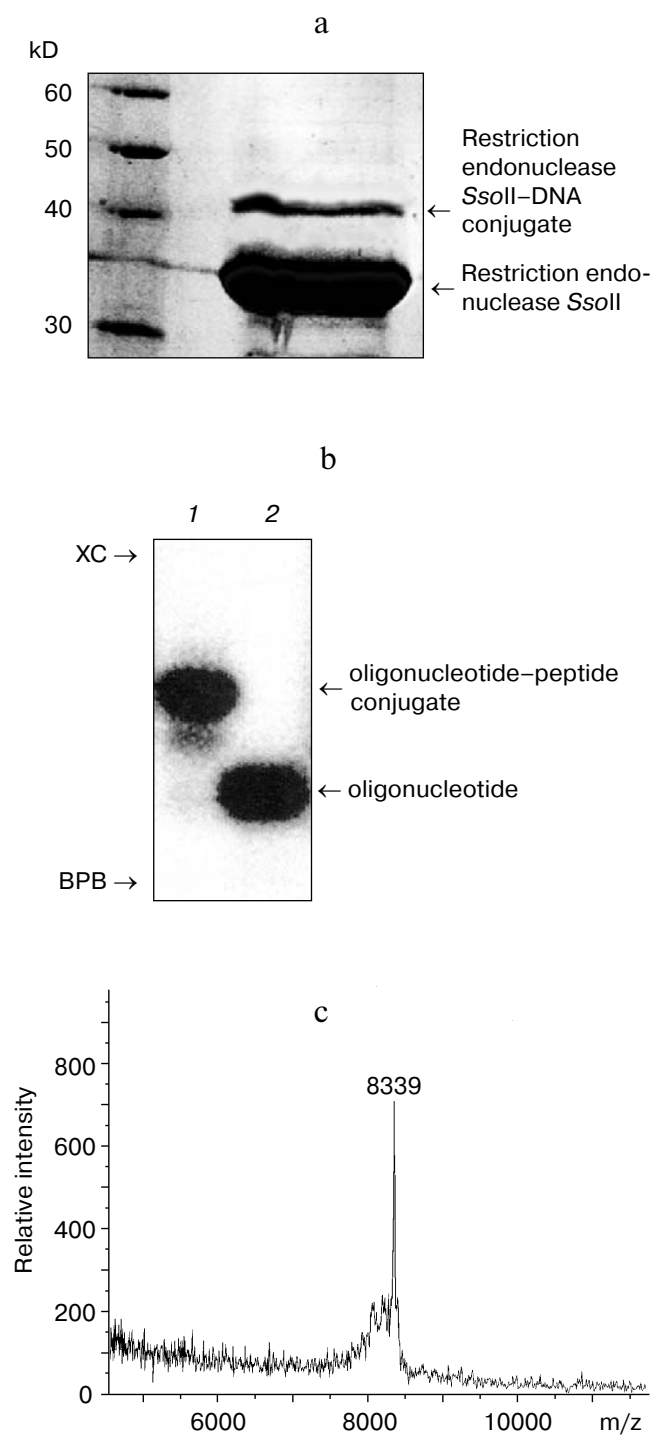 a
kD
60
50
40
30
Restriction
endonuclease
SsoII–DNA
conjugate
Restriction endo-
nuclease SsoII
b
1 2
XC →
BPB →
← oligonucleotide–peptide
conjugate
← oligonucleotide
c
8339
Relative intensity
800
600
400
200
0
6000 8000 10000 m/z